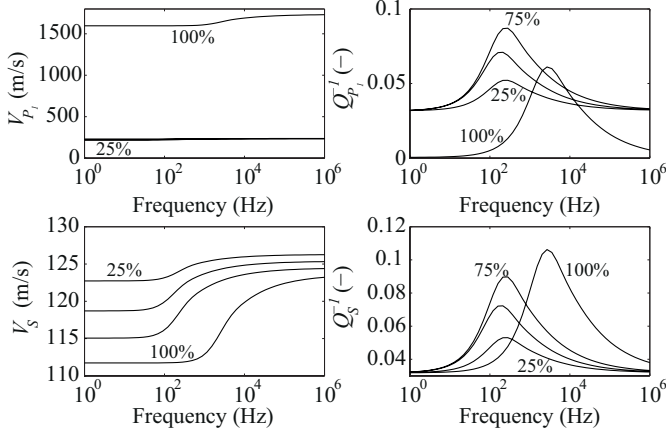 V_{P_1} (m/s)
1500
1000
500
0
100%
25%
10^0 10^2 10^4 10^6
Frequency (Hz)
Q_{P_1}^{-1} (−)
0.1
0.05
0
75%
25%
100%
10^0 10^2 10^4 10^6
Frequency (Hz)
V_S (m/s)
130
125
120
115
110
25%
100%
10^0 10^2 10^4 10^6
Frequency (Hz)
Q_S^{-1} (−)
0.12
0.1
0.08
0.06
0.04
75%
100%
25%
10^0 10^2 10^4 10^6
Frequency (Hz)